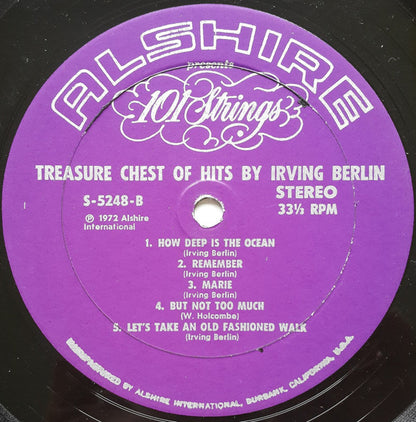 ALSHIRE
presents
101 Strings
TREASURE CHEST OF HITS BY IRVING BERLIN
S-5248-B
STEREO
33⅓ RPM
℗ 1972 Alshire
International
1. HOW DEEP IS THE OCEAN
(Irving Berlin)
2. REMEMBER
(Irving Berlin)
3. MARIE
(Irving Berlin)
4. BUT NOT TOO MUCH
(W. Holcombe)
5. LET'S TAKE AN OLD FASHIONED WALK
(Irving Berlin)
MANUFACTURED BY ALSHIRE INTERNATIONAL, BURBANK, CALIFORNIA, U.S.A.